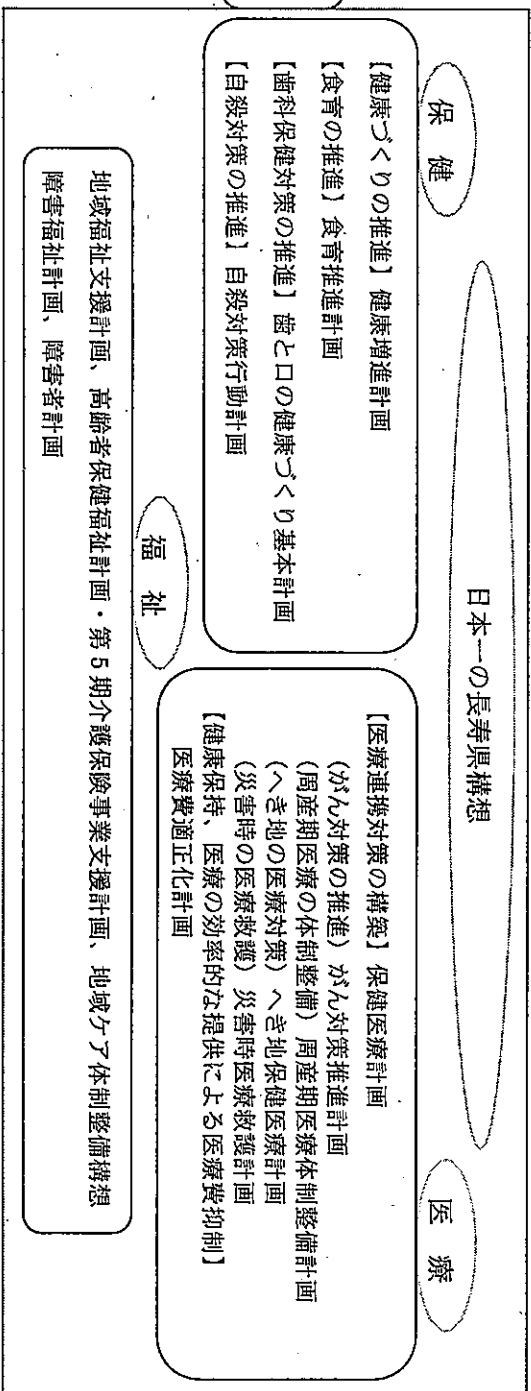 日本一の長寿県構想
保健
【健康づくりの推進】健康増進計画
【食育の推進】食育推進計画
【歯科保健対策の推進】歯と口の健康づくり基本計画
【自殺対策の推進】自殺対策行動計画
医療
【医療連携対策の構築】保健医療計画
(がん対策の推進)がん対策推進計画
(周産期医療の体制整備)周産期医療体制整備計画
(へき地の医療対策)へき地保健医療計画
(災害時の医療救護)災害時医療救護計画
【健康保持、医療の効率的な提供による医療費抑制】
医療費適正化計画
福祉
地域福祉支援計画、高齢者保健福祉計画・第5期介護保険事業支援計画、地域ケア体制整備構想
障害福祉計画、障害者計画